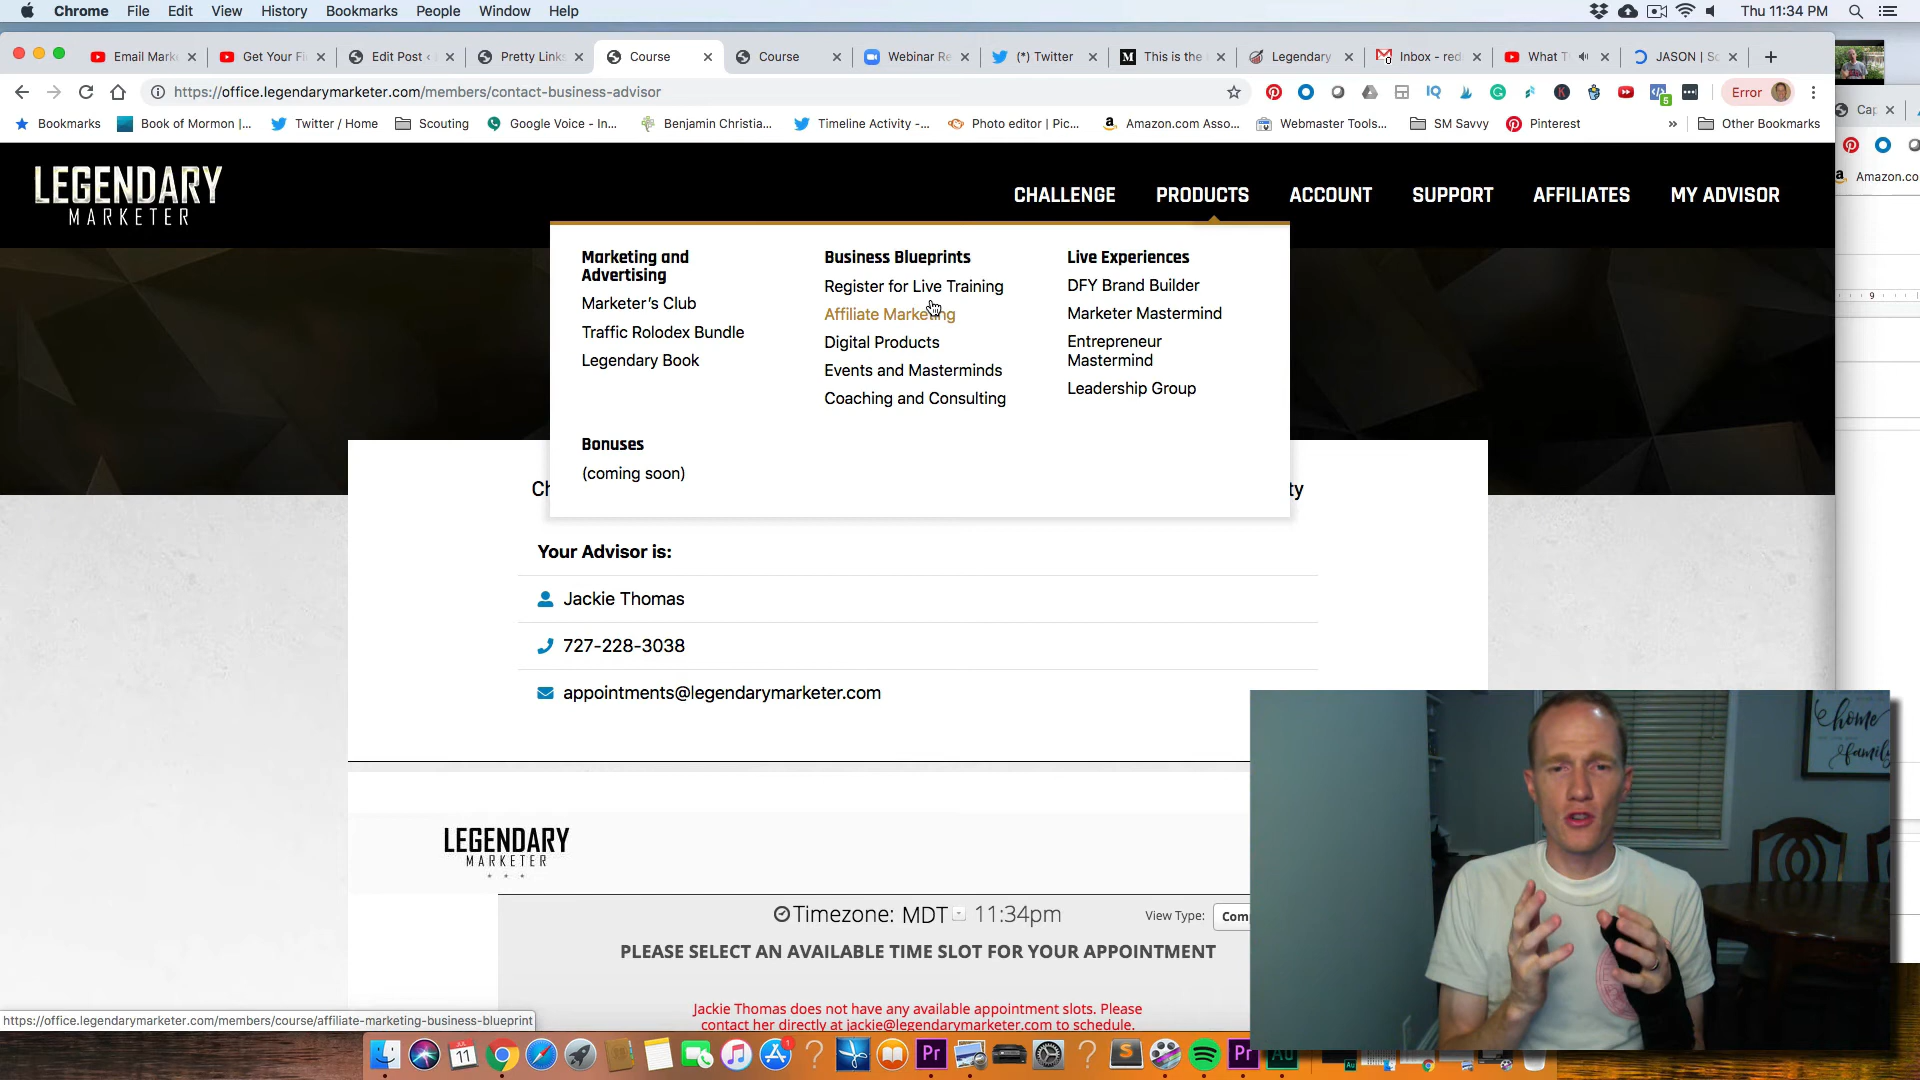 Chrome File Edit View History Bookmarks People Window Help Thu 11:34 PM
Email Mark Get Your Fi Edit Post ‹ Pretty Links Course Course Webinar Re (*) Twitter This is the Legendary Inbox - red What T JASON | Sc
https://office.legendarymarketer.com/members/contact-business-advisor Error
Bookmarks Book of Mormon |... Twitter / Home Scouting Google Voice - In... Benjamin Christia... Timeline Activity -... Photo editor | Pic... Amazon.com Asso... Webmaster Tools... SM Savvy Pinterest » Other Bookmarks
Amazon.co
LEGENDARY
MARKETER
CHALLENGE PRODUCTS ACCOUNT SUPPORT AFFILIATES MY ADVISOR
Marketing and
Advertising
Marketer's Club
Traffic Rolodex Bundle
Legendary Book
Business Blueprints
Register for Live Training
Affiliate Marketing
Digital Products
Events and Masterminds
Coaching and Consulting
Live Experiences
DFY Brand Builder
Marketer Mastermind
Entrepreneur
Mastermind
Leadership Group
Bonuses
(coming soon)
Your Advisor is:
Jackie Thomas
727-228-3038
appointments@legendarymarketer.com
LEGENDARY
MARKETER
Timezone: MDT 11:34pm View Type: Com
PLEASE SELECT AN AVAILABLE TIME SLOT FOR YOUR APPOINTMENT
Jackie Thomas does not have any available appointment slots. Please
contact her directly at jackie@legendarymarketer.com to schedule.
https://office.legendarymarketer.com/members/course/affiliate-marketing-business-blueprint
home
family